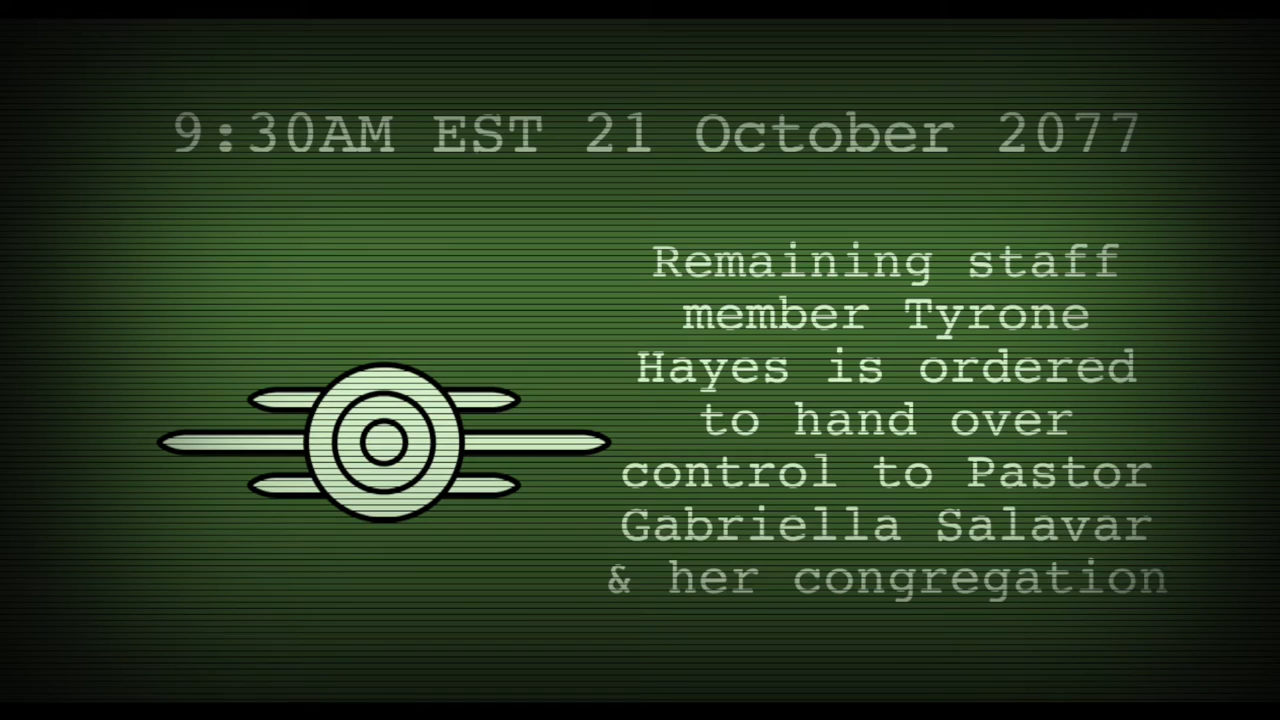 9:30AM EST 21 October 2077
Remaining staff
member Tyrone
Hayes is ordered
to hand over
control to Pastor
Gabriella Salavar
& her congregation